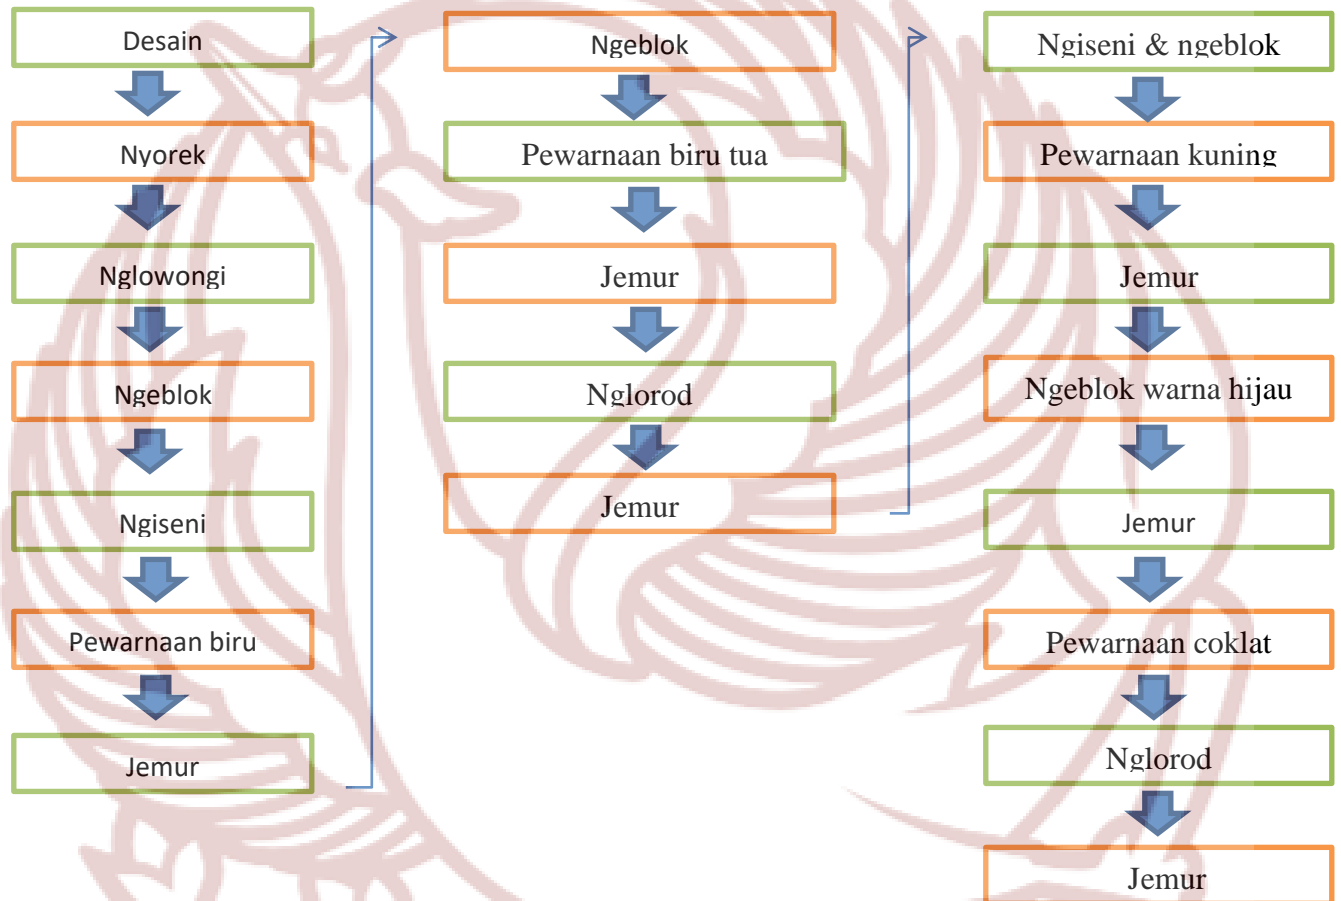 Desain
Nyorek
Nglowongi
Ngeblok
Ngiseni
Pewarnaan biru
Jemur
Ngeblok
Pewarnaan biru tua
Jemur
Nglorod
Jemur
Ngiseni & ngeblok
Pewarnaan kuning
Jemur
Ngeblok warna hijau
Jemur
Pewarnaan coklat
Nglorod
Jemur